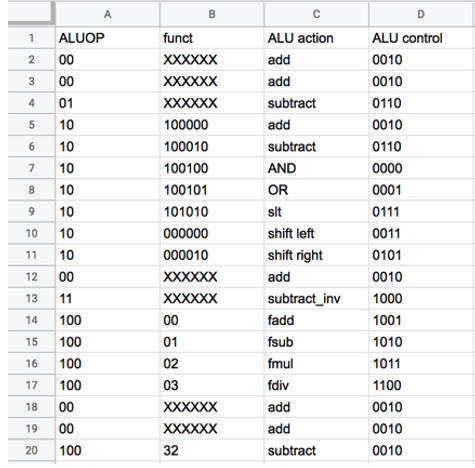 A B C D
1 ALUOP funct ALU action ALU control
2 00 XXXXXX add 0010
3 00 XXXXXX add 0010
4 01 XXXXXX subtract 0110
5 10 100000 add 0010
6 10 100010 subtract 0110
7 10 100100 AND 0000
8 10 100101 OR 0001
9 10 101010 slt 0111
10 10 000000 shift left 0011
11 10 000010 shift right 0101
12 00 XXXXXX add 0010
13 11 XXXXXX subtract_inv 1000
14 100 00 fadd 1001
15 100 01 fsub 1010
16 100 02 fmul 1011
17 100 03 fdiv 1100
18 00 XXXXXX add 0010
19 00 XXXXXX add 0010
20 100 32 subtract 0010